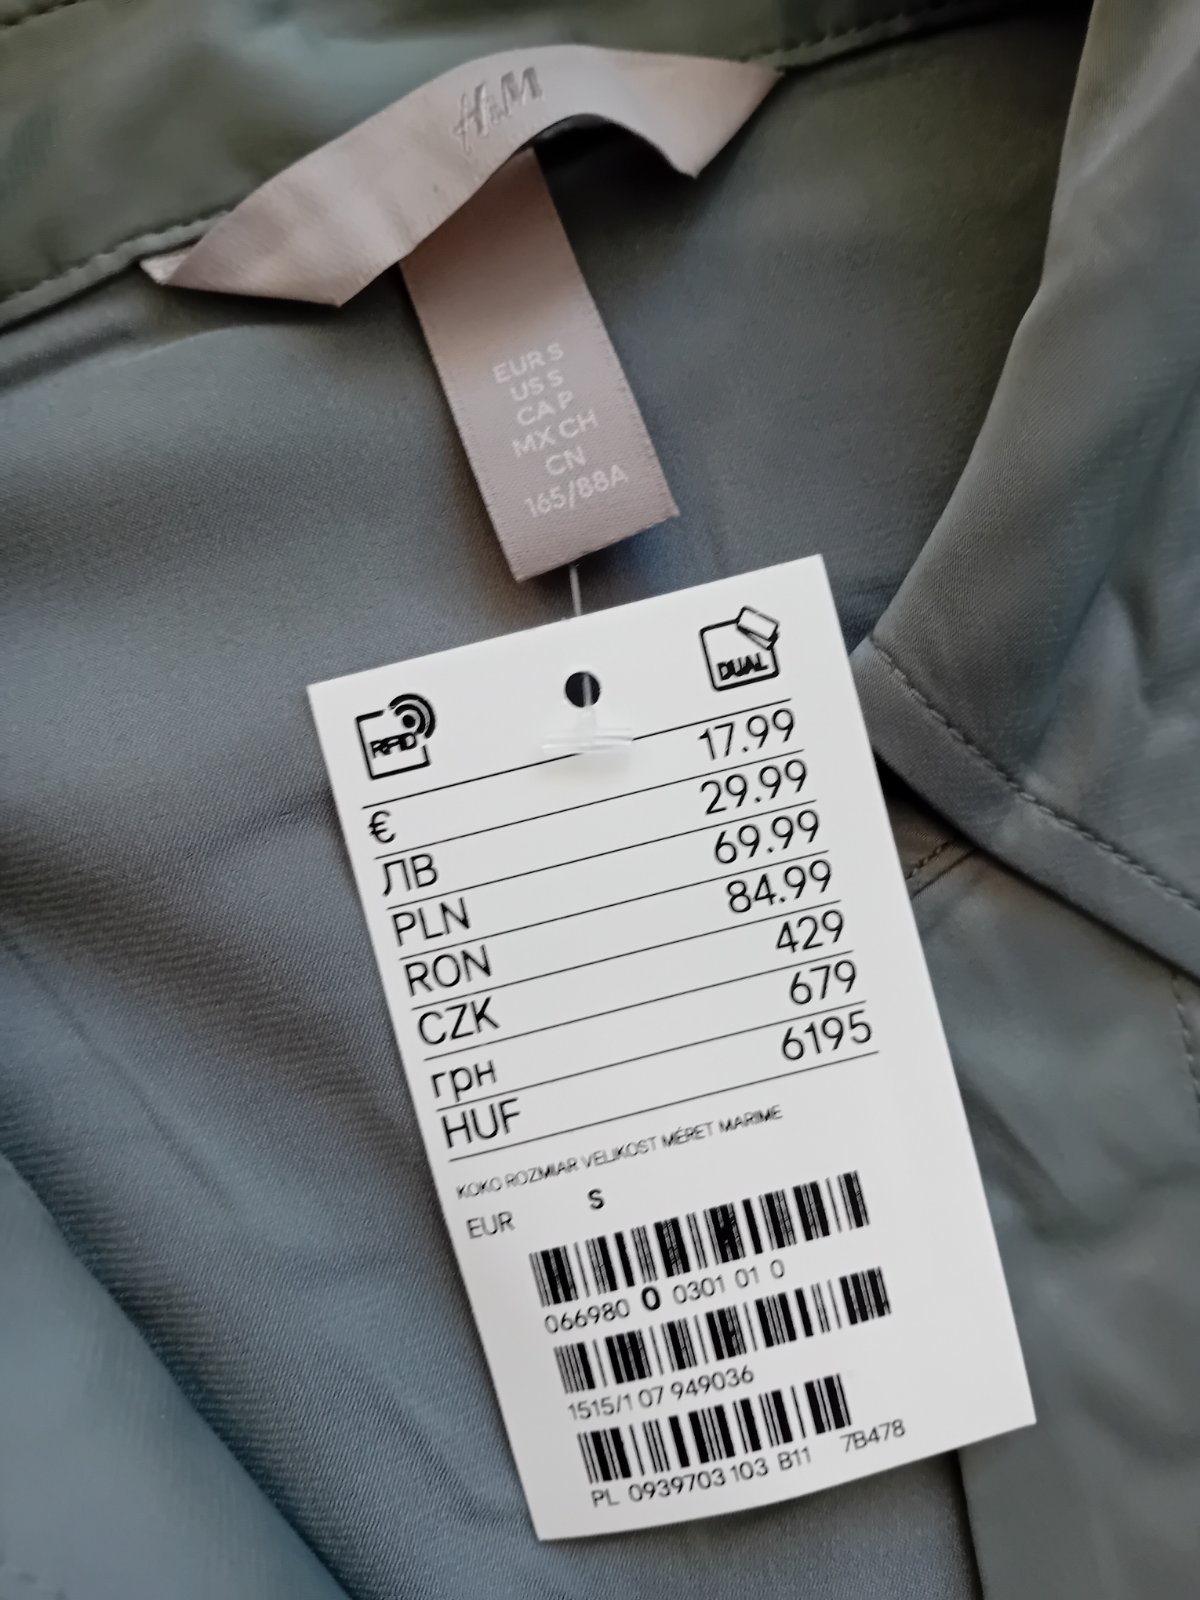 H&M
EUR S
US S
CA P
MX CH
CN
165/88A
RFID
DUAL
€ 17.99
ЛВ 29.99
PLN 69.99
RON 84.99
CZK 429
грн 679
HUF 6195
KOKO ROZMIAR VELIKOST MÉRET MARIME
EUR S
066980 0 0301 01 0
1515/1 07 949036
PL 0939703 103 B11 7B478